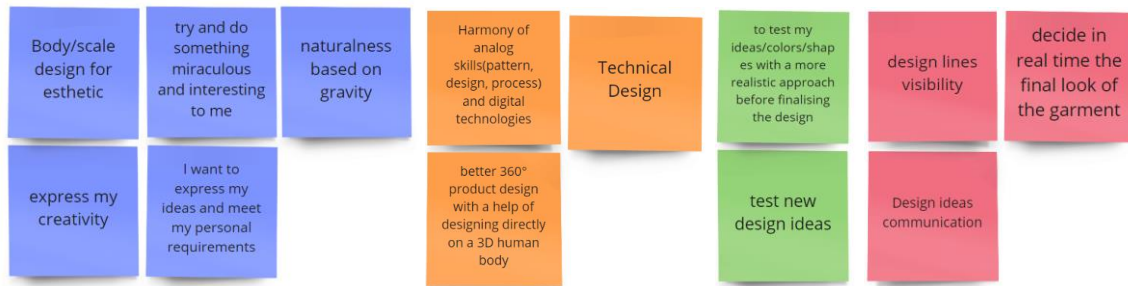 Body/scale
design for
esthetic
try and do
something
miraculous
and interesting
to me
naturalness
based on
gravity
express my
creativity
I want to
express my
ideas and meet
my personal
requirements
Harmony of
analog
skills(pattern,
design, process)
and digital
technologies
Technical
Design
better 360°
product design
with a help of
designing directly
on a 3D human
body
to test my
ideas/colors/shap
es with a more
realistic approach
before finalising
the design
test new
design ideas
design lines
visibility
decide in
real time the
final look of
the garment
Design ideas
communication